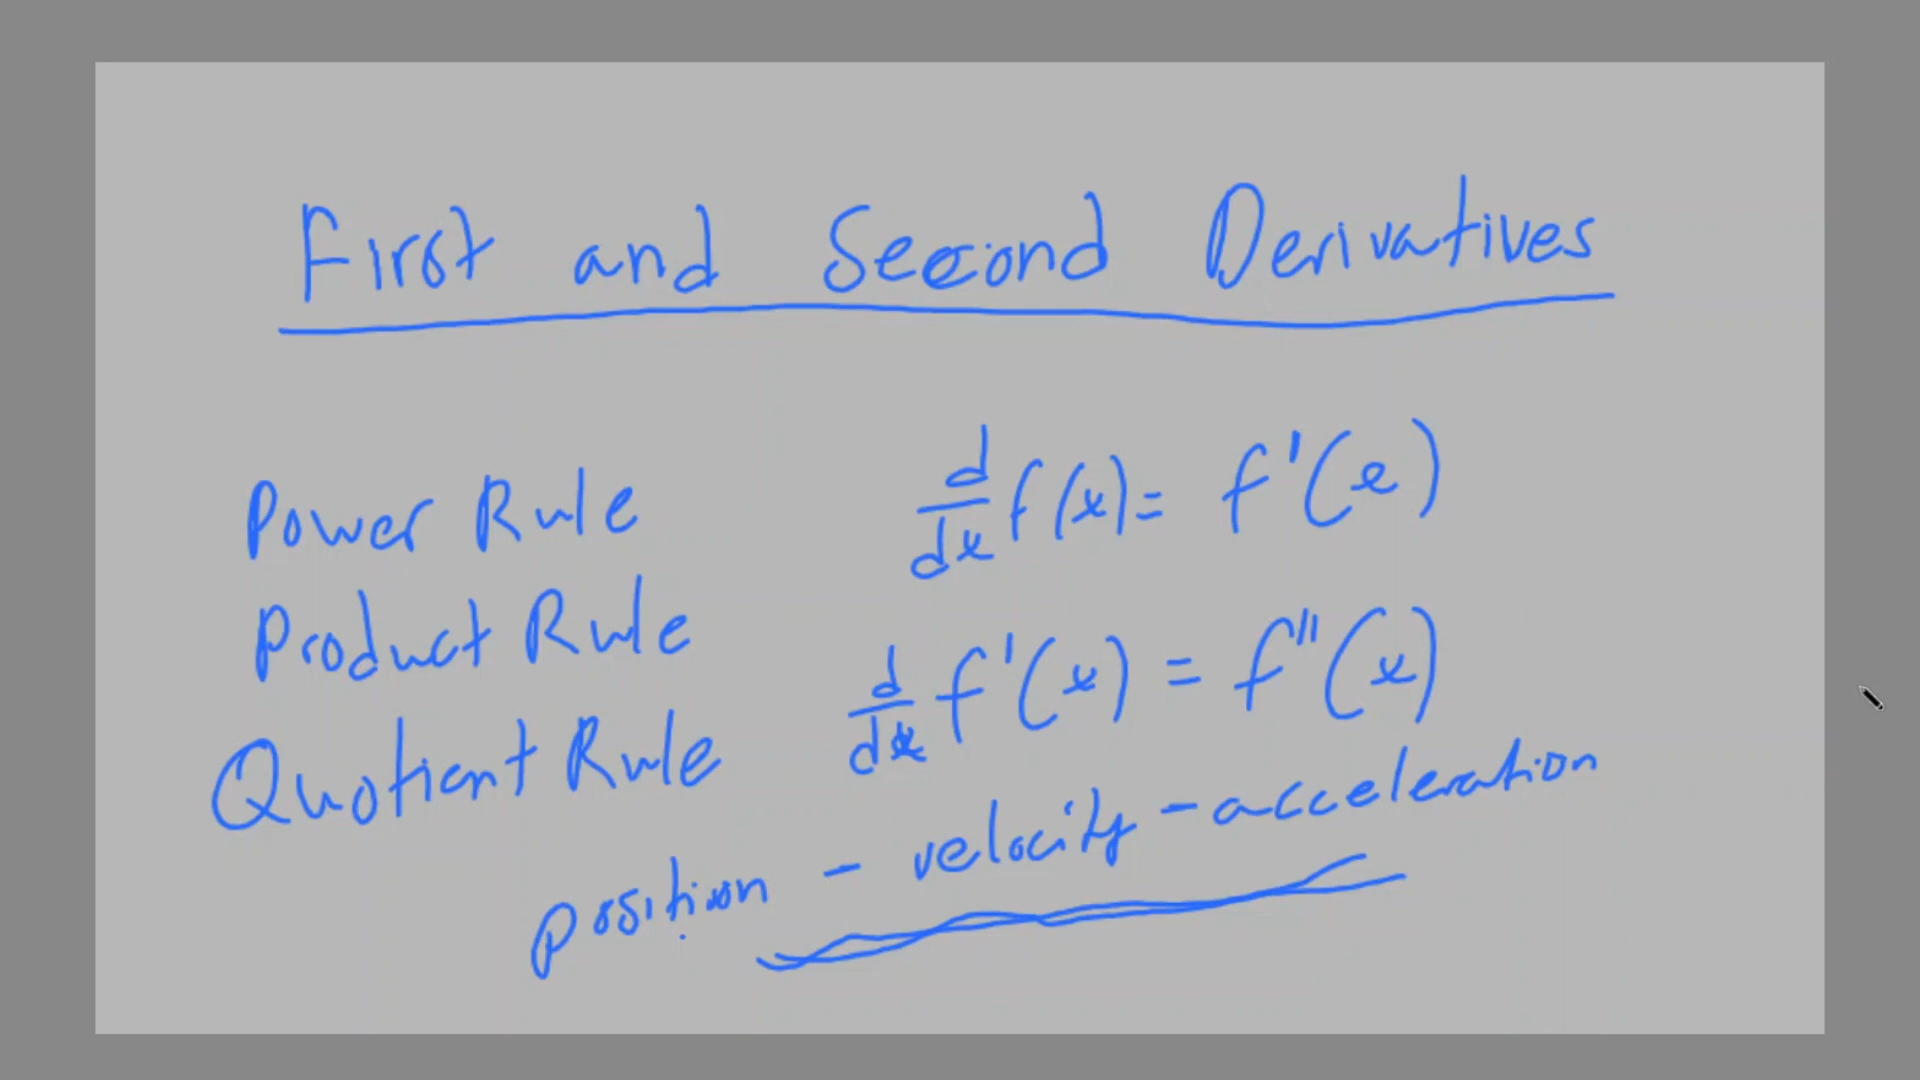 First and Second Derivatives
Power Rule
Product Rule
Quotient Rule
d/dx f(x) = f'(x)
d/dx f'(x) = f''(x)
position - velocity - acceleration